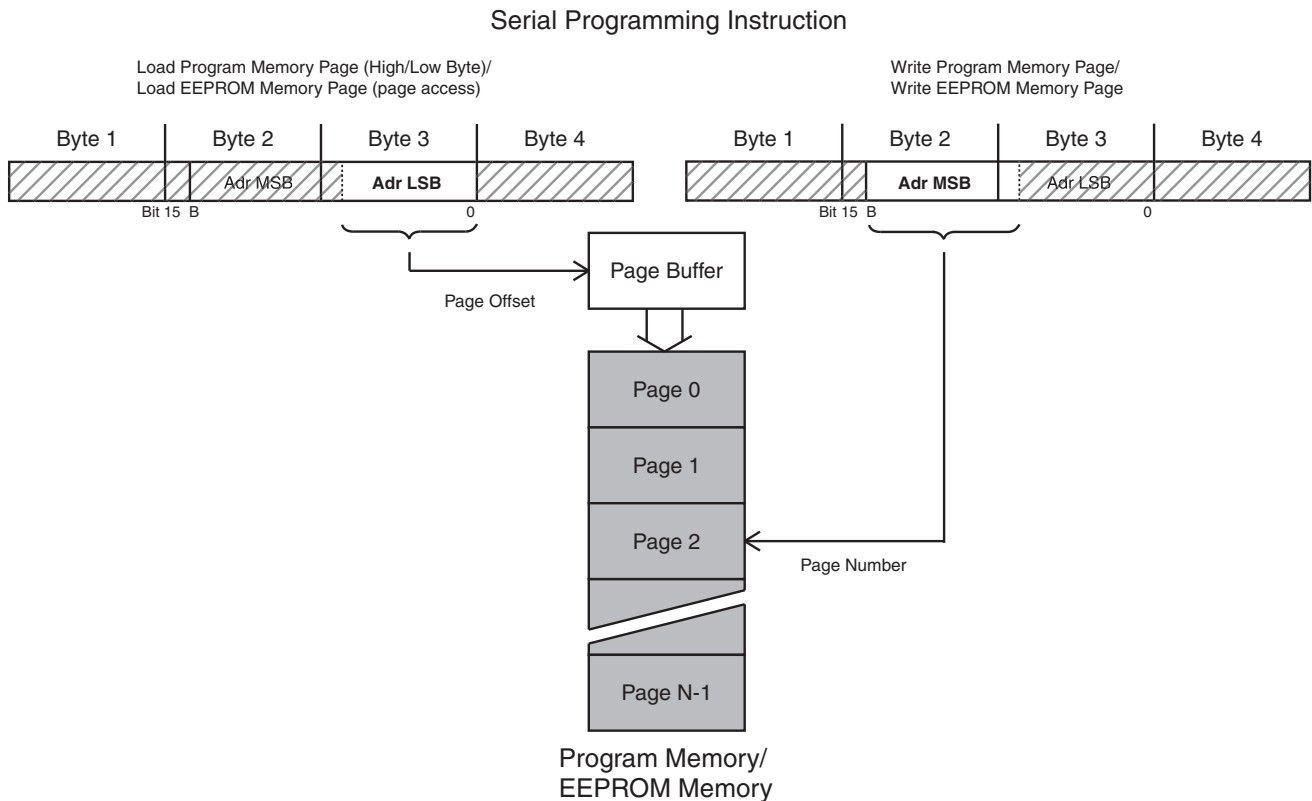 Serial Programming Instruction
Load Program Memory Page (High/Low Byte)/
Load EEPROM Memory Page (page access)
Write Program Memory Page/
Write EEPROM Memory Page
Byte 1 Byte 2 Byte 3 Byte 4
Byte 1 Byte 2 Byte 3 Byte 4
Adr MSB Adr LSB
Adr MSB Adr LSB
Bit 15 B 0
Bit 15 B 0
Page Buffer
Page Offset
Page 0
Page 1
Page 2
Page Number
Page N-1
Program Memory/
EEPROM Memory